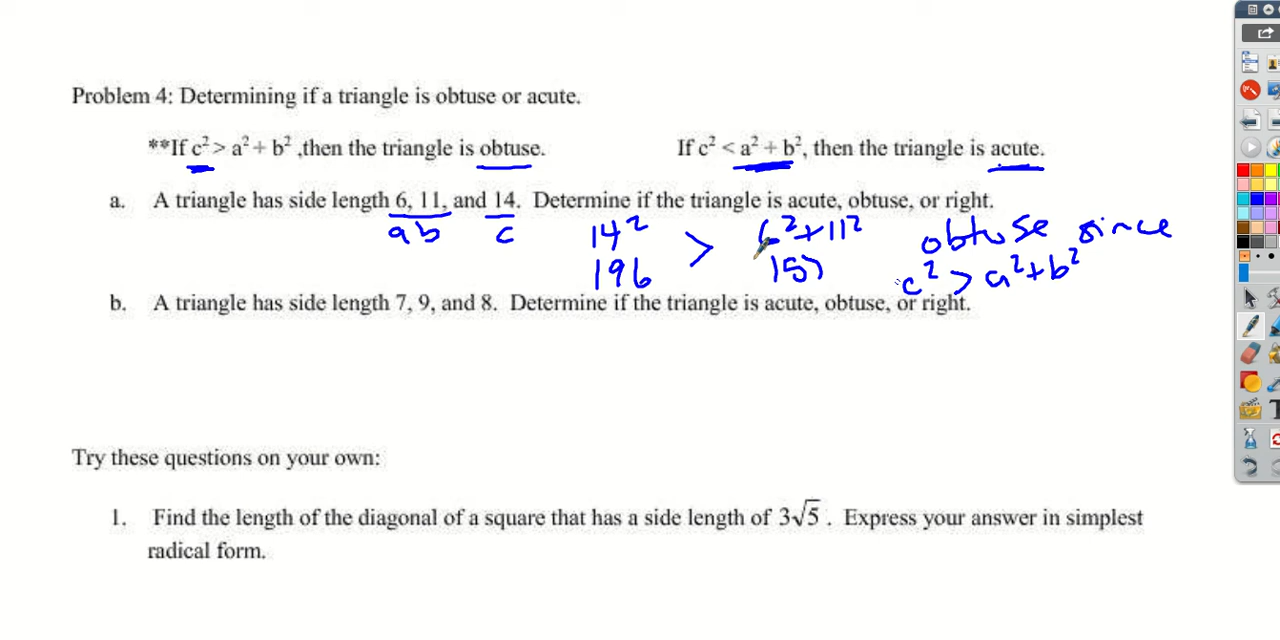 Problem 4: Determining if a triangle is obtuse or acute.
**If c² > a² + b² ,then the triangle is obtuse. If c² < a² + b², then the triangle is acute.
a. A triangle has side length 6, 11, and 14. Determine if the triangle is acute, obtuse, or right.
a b c 14² > 6² + 11² obtuse since
196 157 c² > a² + b²
b. A triangle has side length 7, 9, and 8. Determine if the triangle is acute, obtuse, or right.
Try these questions on your own:
1. Find the length of the diagonal of a square that has a side length of 3√5 . Express your answer in simplest
radical form.